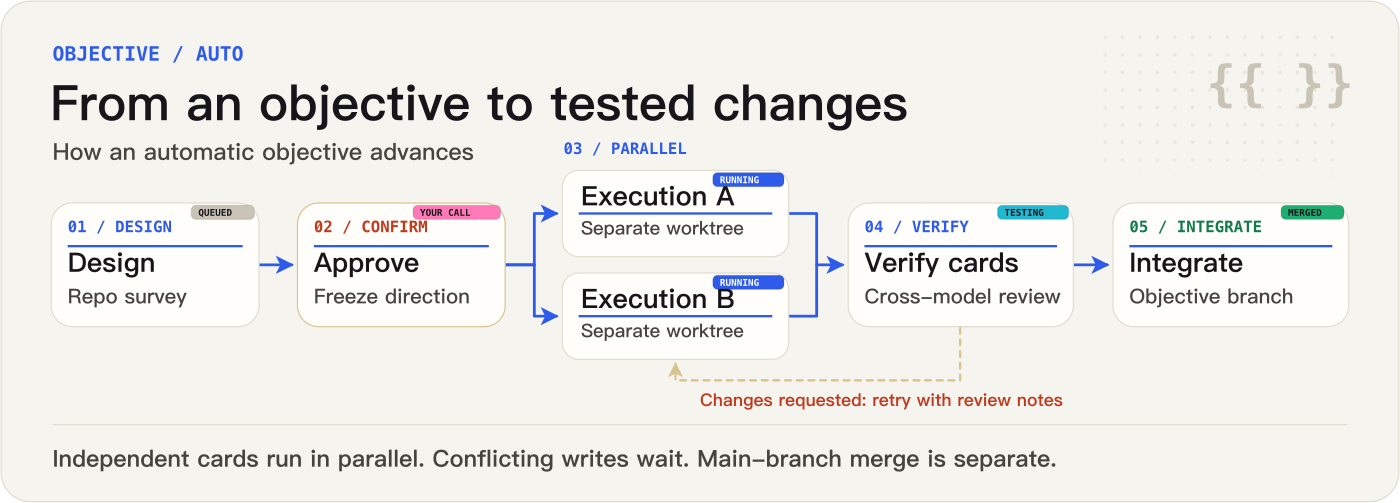 OBJECTIVE / AUTO
{{ }}
From an objective to tested changes
How an automatic objective advances
03 / PARALLEL
QUEUED
01 / DESIGN
Design
Repo survey
YOUR CALL
02 / CONFIRM
Approve
Freeze direction
RUNNING
Execution A
Separate worktree
RUNNING
Execution B
Separate worktree
TESTING
04 / VERIFY
Verify cards
Cross-model review
MERGED
05 / INTEGRATE
Integrate
Objective branch
Changes requested: retry with review notes
Independent cards run in parallel. Conflicting writes wait. Main-branch merge is separate.